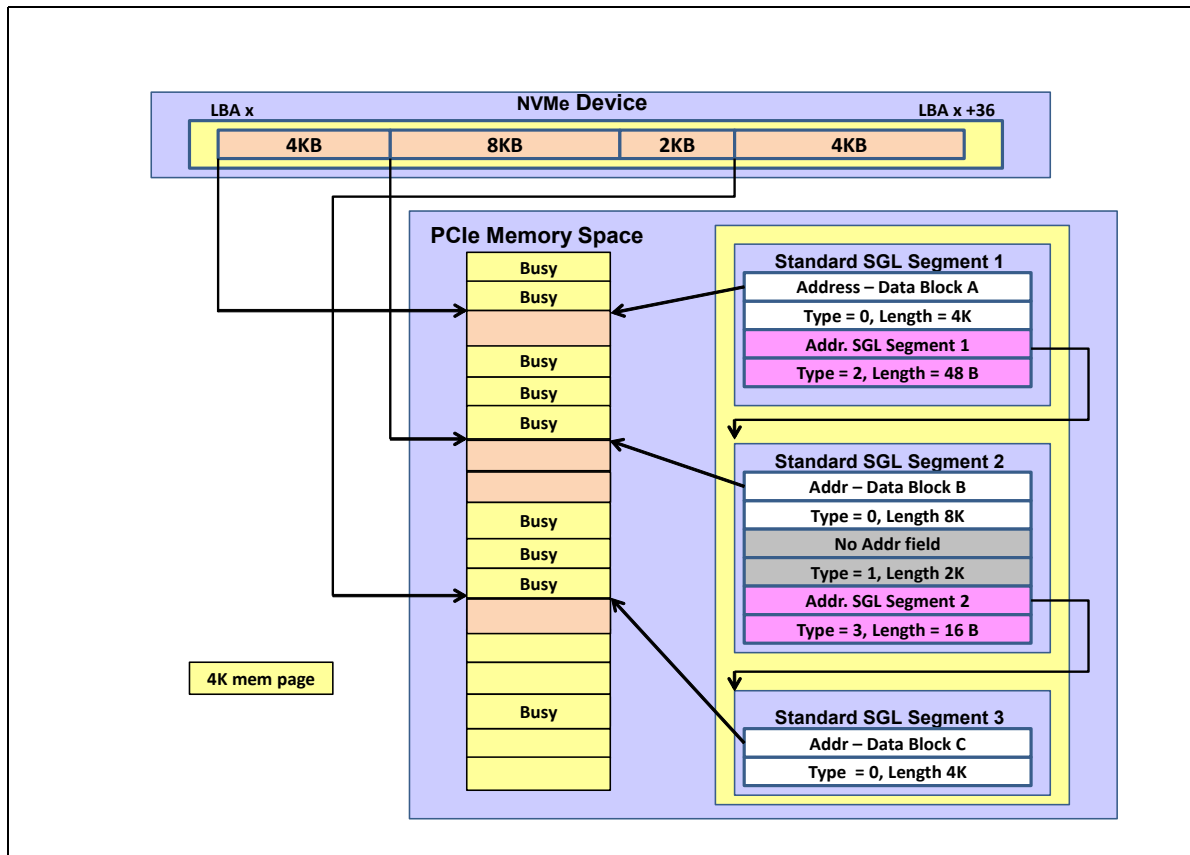 NVMe Device
LBA x
LBA x +36
4KB
8KB
2KB
4KB
PCIe Memory Space
Busy
Busy
Busy
Busy
Busy
Busy
Busy
Busy
Busy
4K mem page
Standard SGL Segment 1
Address – Data Block A
Type = 0, Length = 4K
Addr. SGL Segment 1
Type = 2, Length = 48 B
Standard SGL Segment 2
Addr – Data Block B
Type = 0, Length 8K
No Addr field
Type = 1, Length 2K
Addr. SGL Segment 2
Type = 3, Length = 16 B
Standard SGL Segment 3
Addr – Data Block C
Type = 0, Length 4K